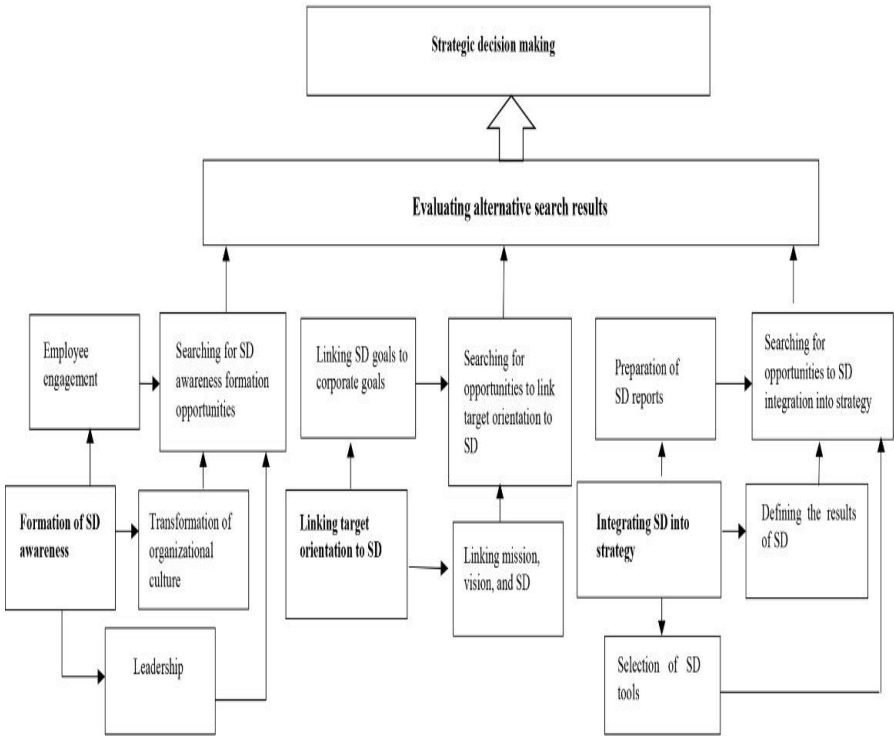 Strategic decision making
Evaluating alternative search results
Employee
engagement
Searching for SD
awareness formation
opportunities
Linking SD goals to
corporate goals
Searching for
opportunities to link
target orientation to
SD
Preparation of
SD reports
Searching for
opportunities to SD
integration into strategy
Formation of SD
awareness
Transformation of
organizational
culture
Linking target
orientation to SD
Linking mission,
vision, and SD
Integrating SD into
strategy
Defining the results
of SD
Leadership
Selection of SD
tools